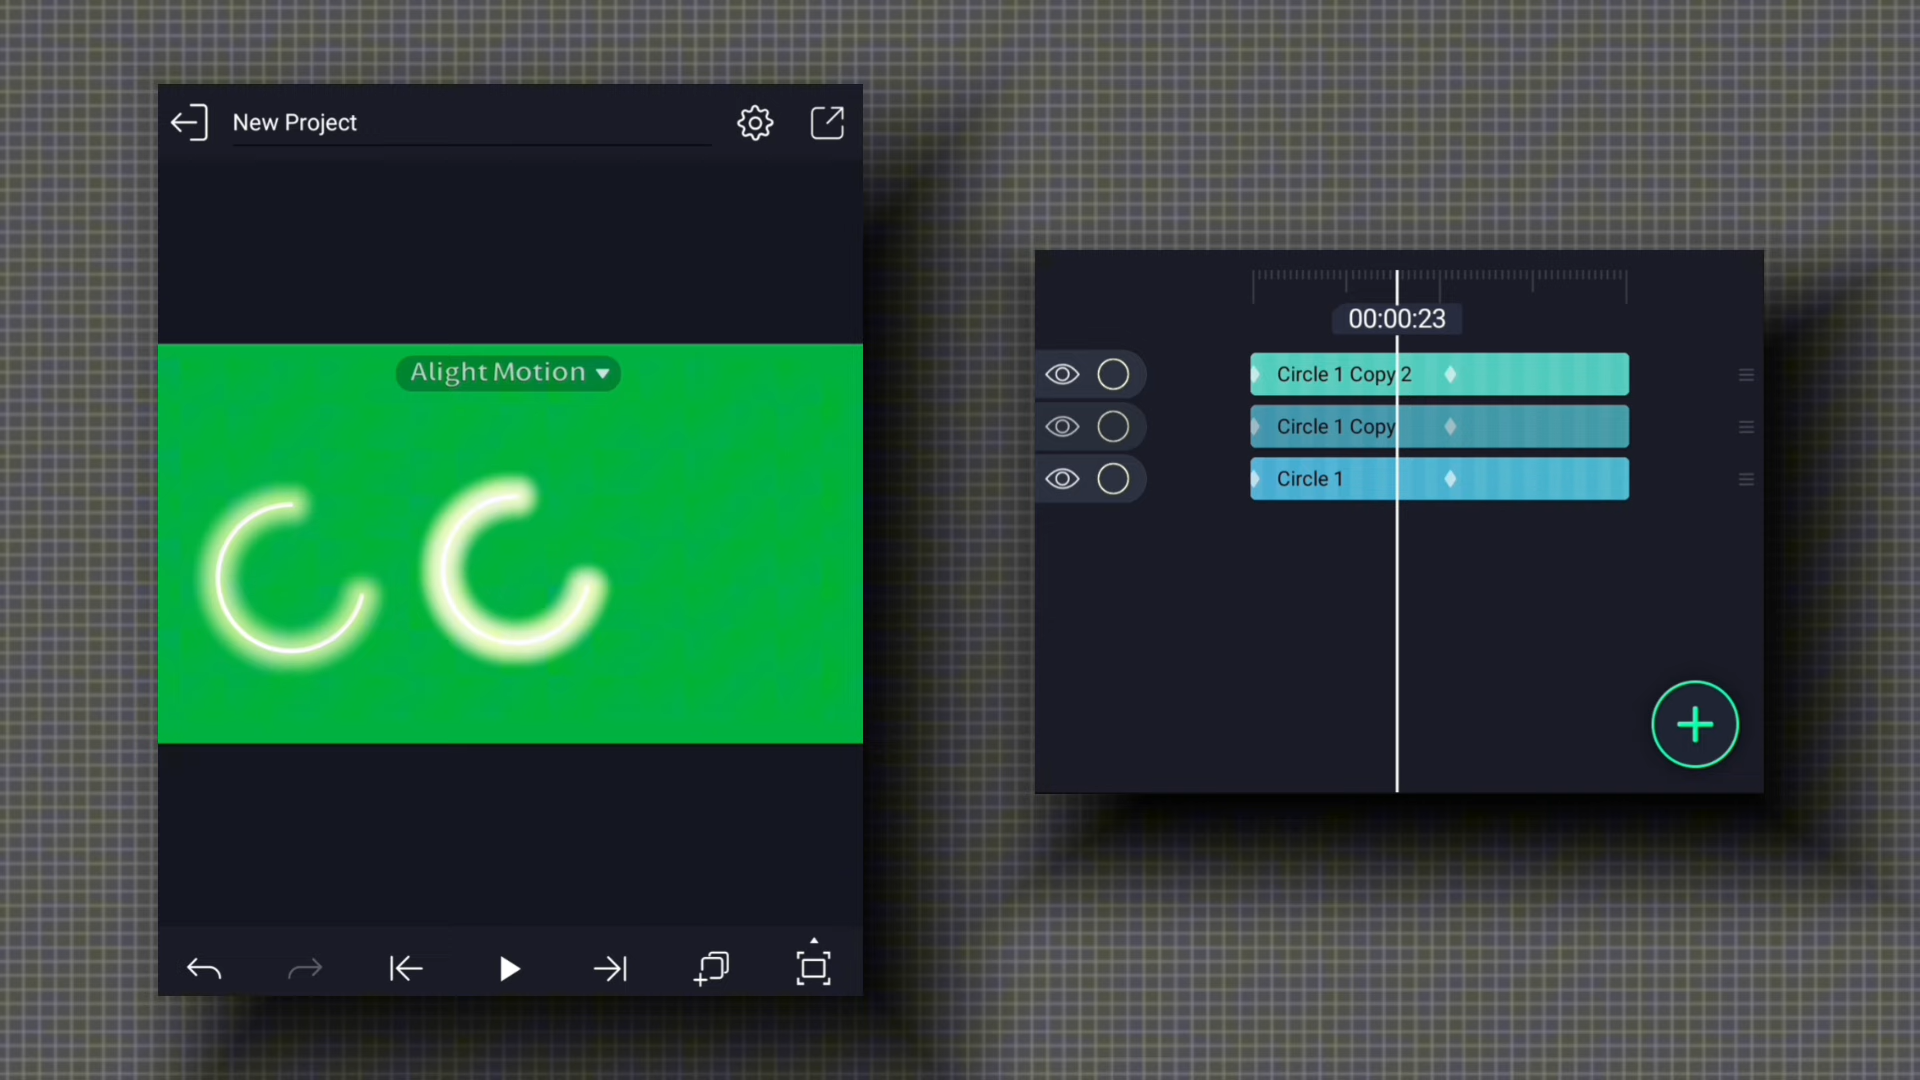 New Project
Alight Motion
00:00:23
Circle 1 Copy 2
Circle 1 Copy
Circle 1